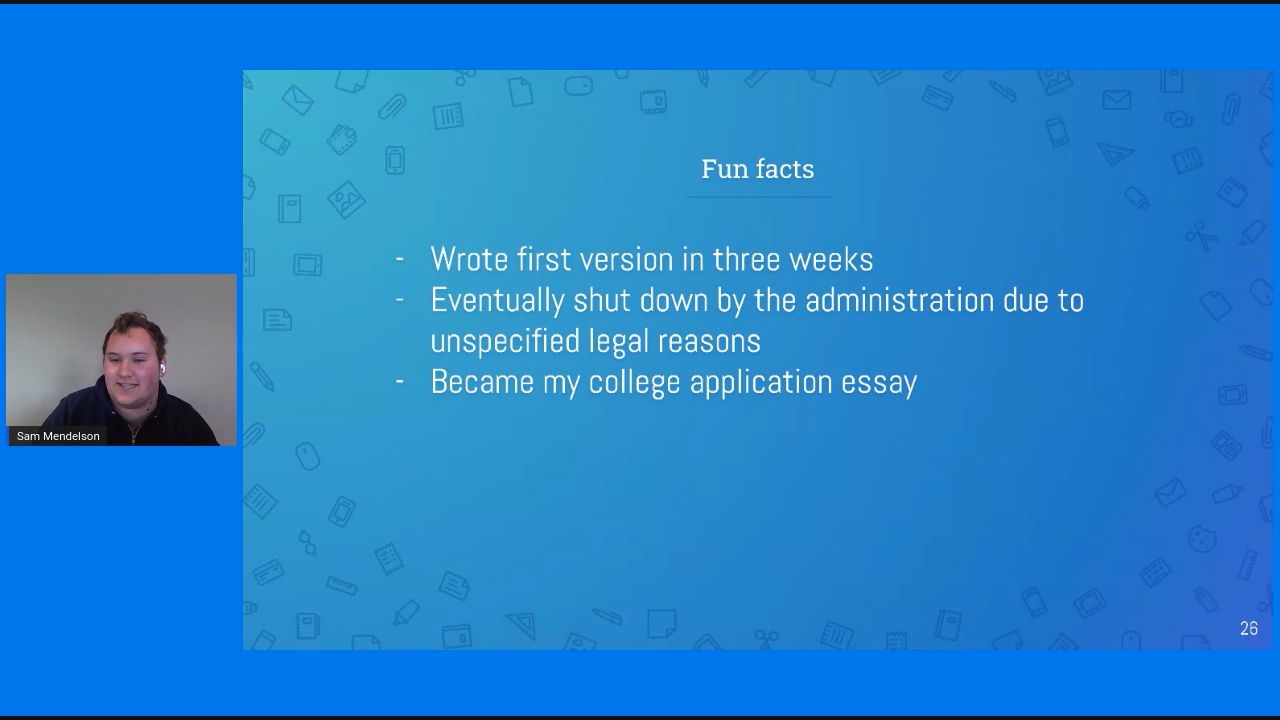 Fun facts
- Wrote first version in three weeks
- Eventually shut down by the administration due to
unspecified legal reasons
- Became my college application essay
Sam Mendelson
26